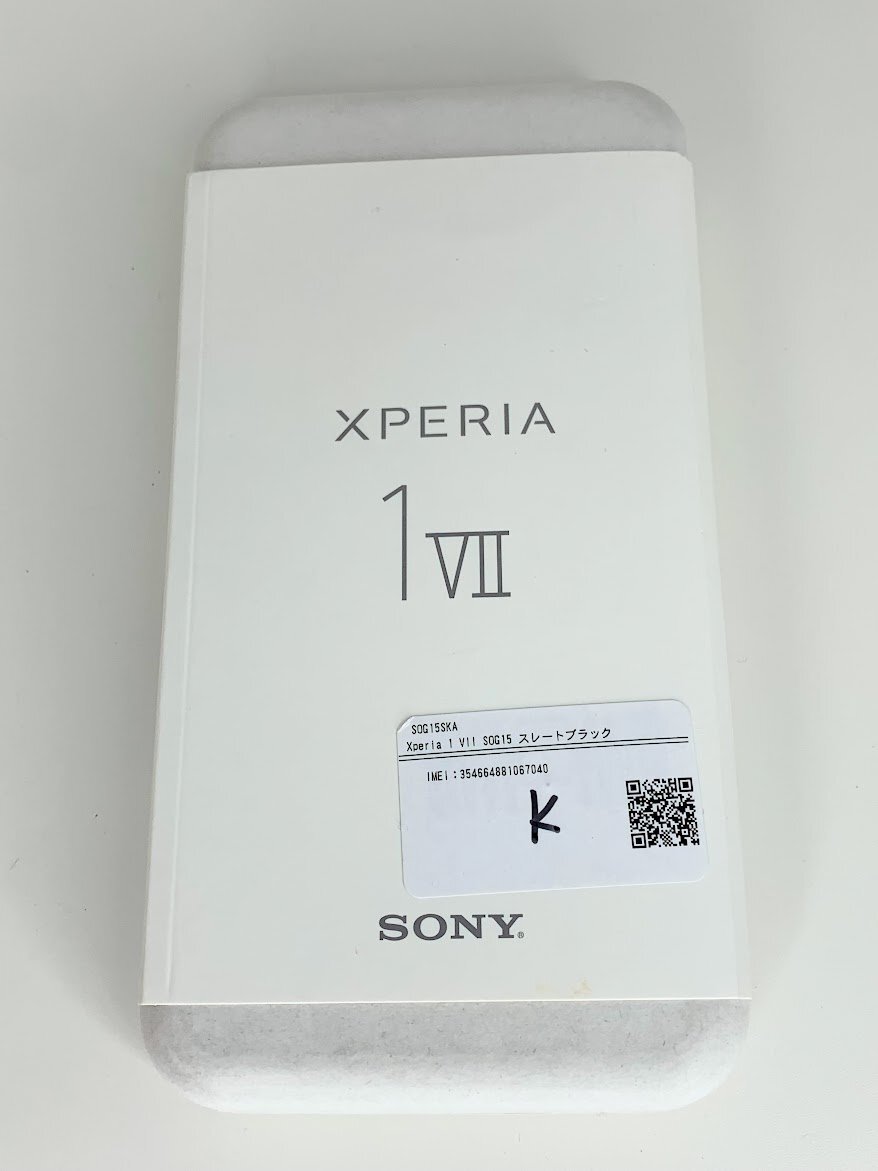 XPERIA
1 VII
SOG15SKA
Xperia 1 VII SOG15 スレートブラック
IMEI:354664881067040
K
SONY®